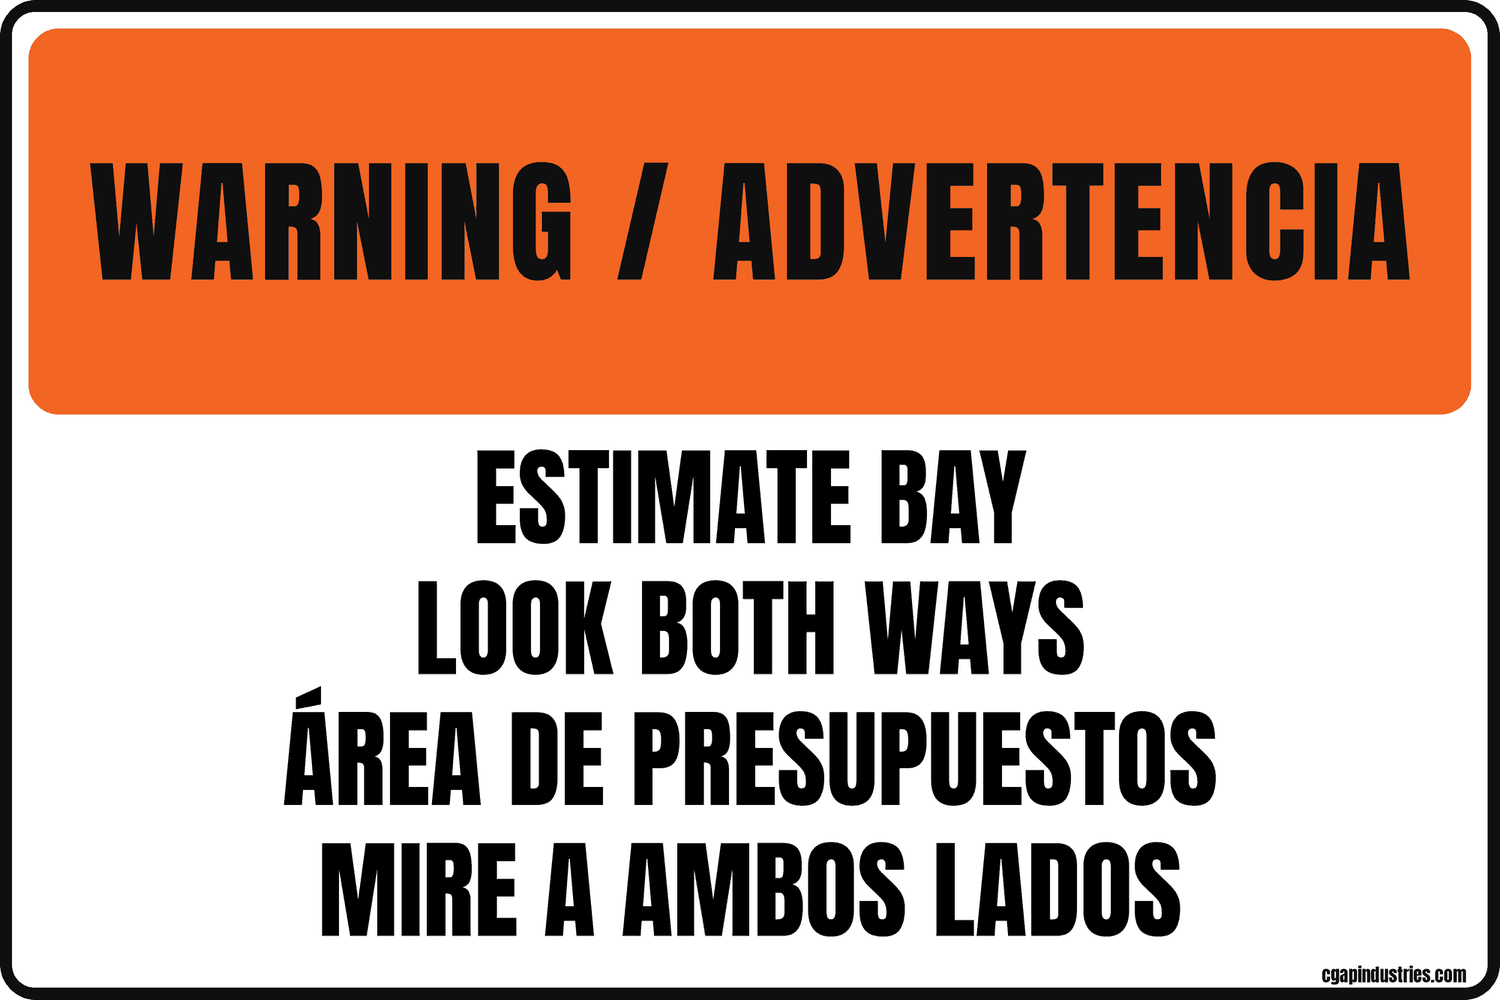 WARNING / ADVERTENCIA
ESTIMATE BAY
LOOK BOTH WAYS
ÁREA DE PRESUPUESTOS
MIRE A AMBOS LADOS
cgapindustries.com